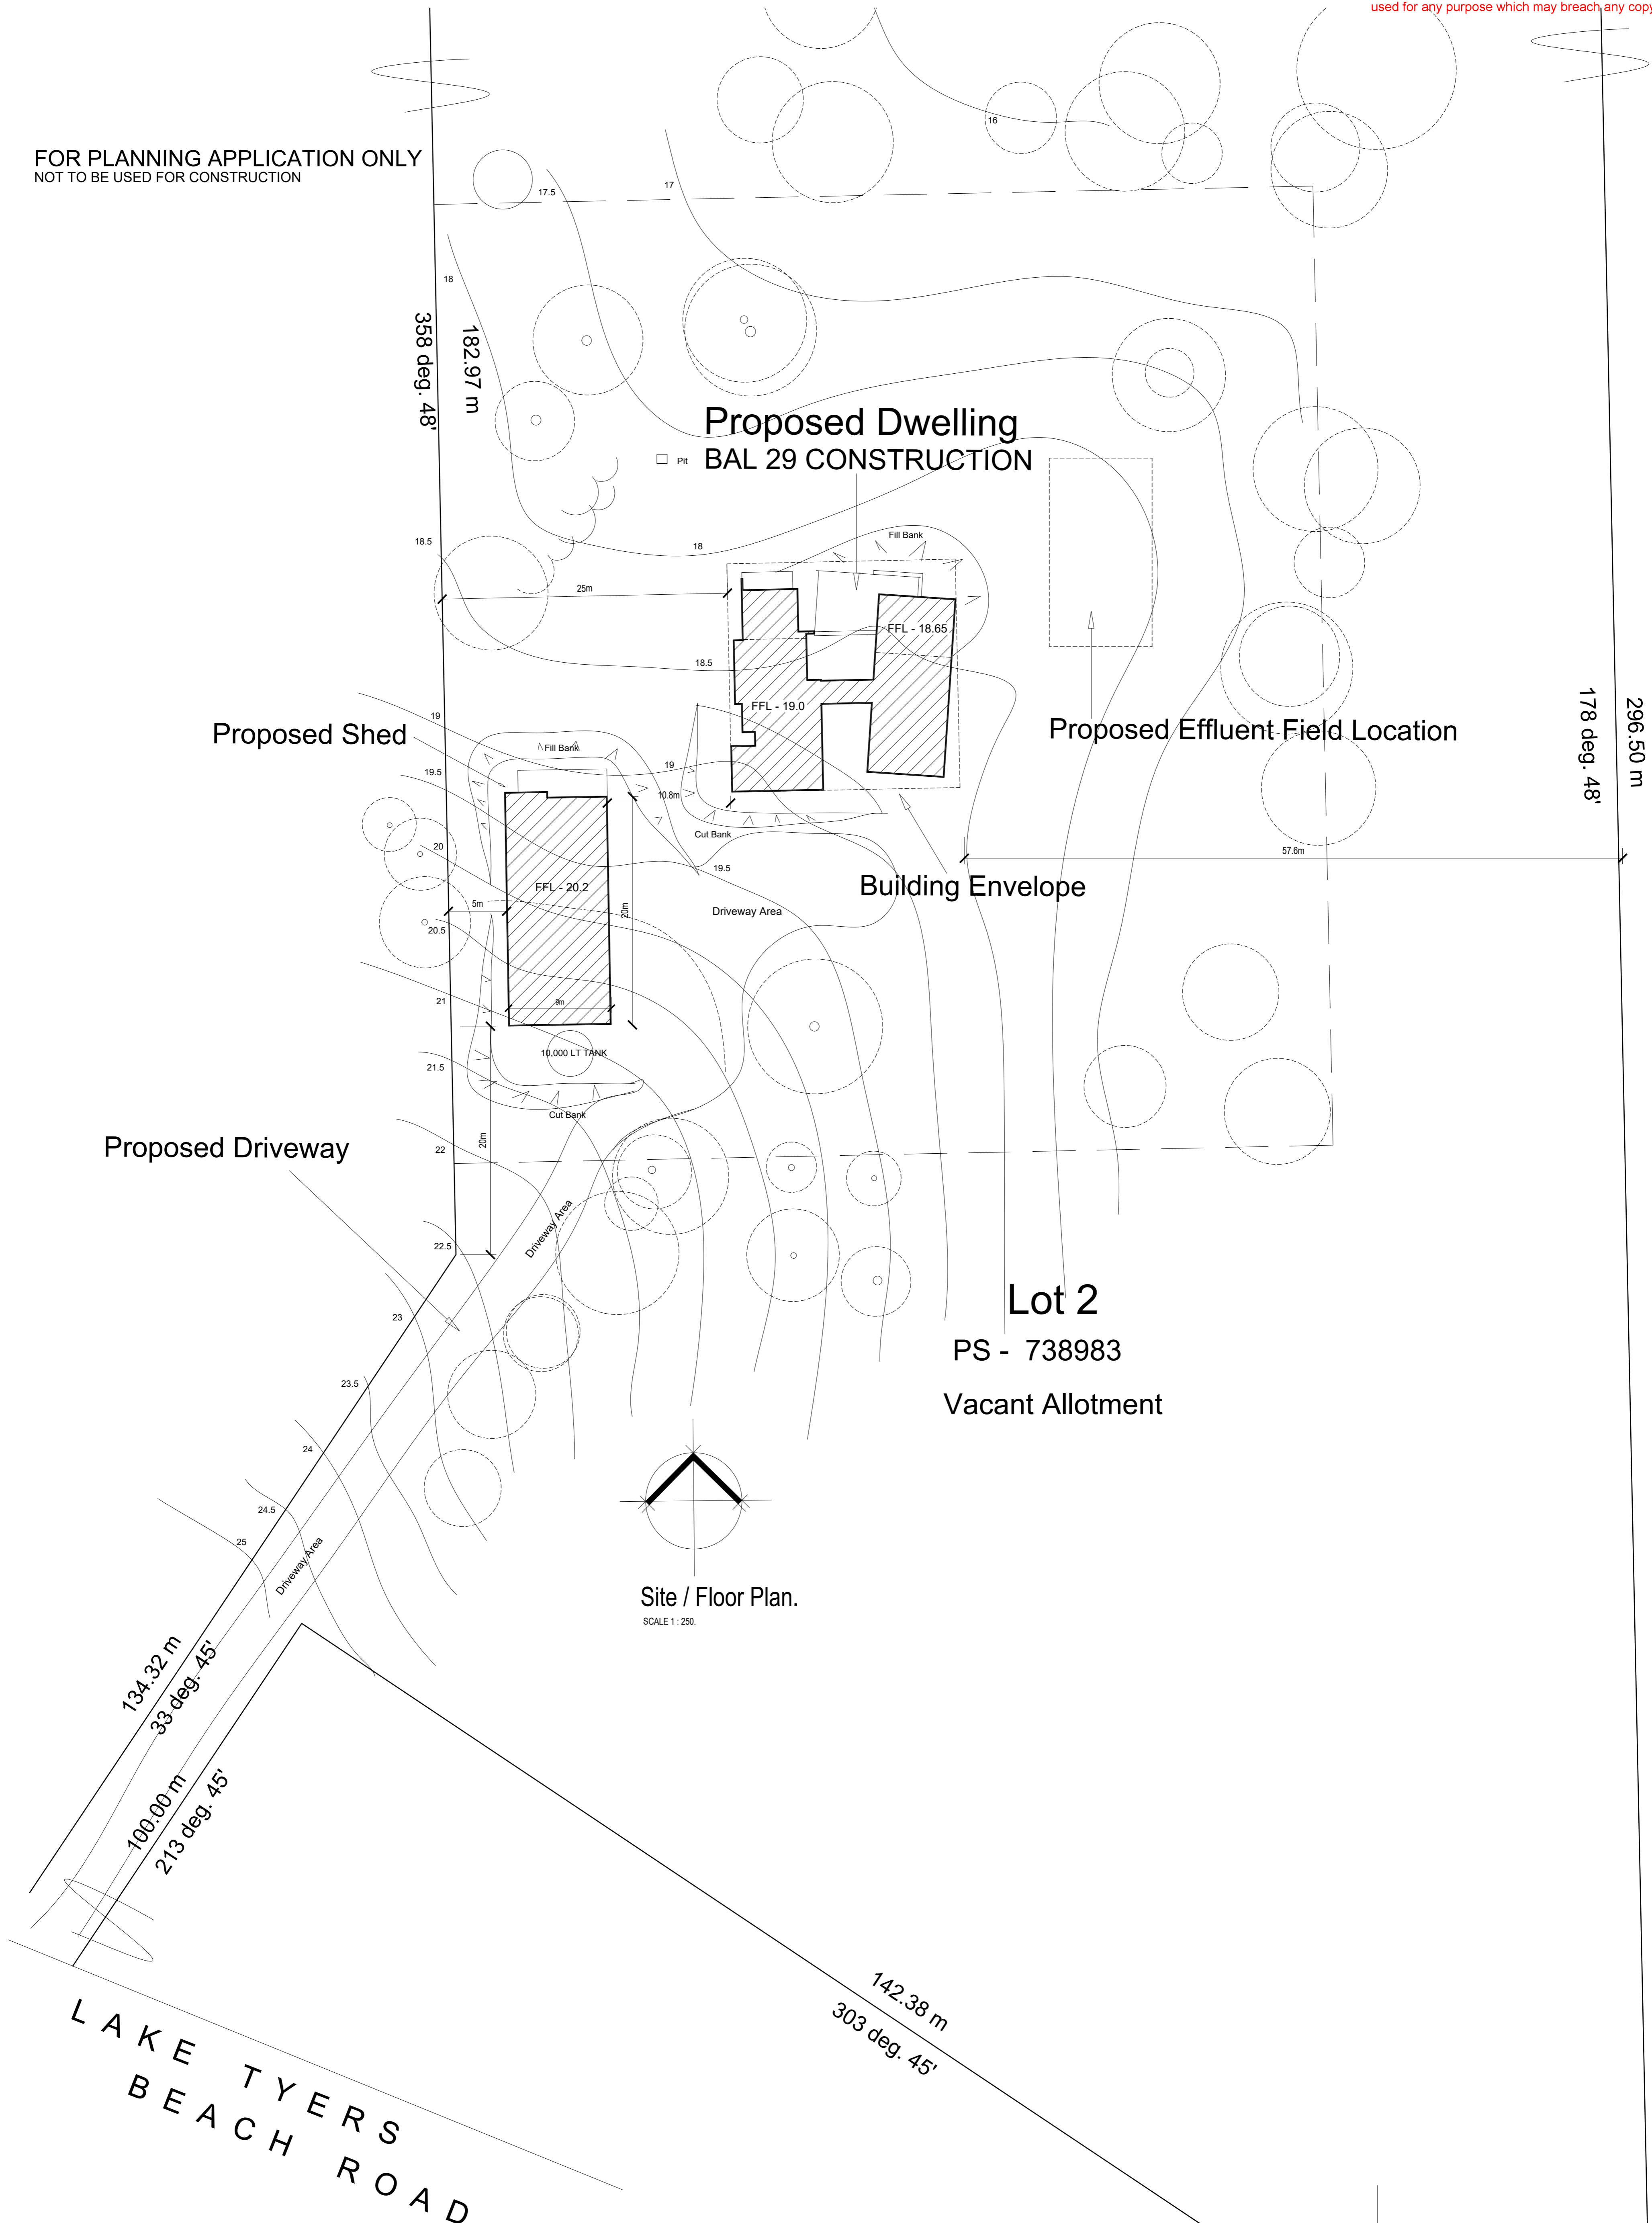 used for any purpose which may breach any copy
FOR PLANNING APPLICATION ONLY
NOT TO BE USED FOR CONSTRUCTION
16
17
17.5
18
358 deg. 48'
182.97 m
Proposed Dwelling
BAL 29 CONSTRUCTION
Pit
18.5
18
Fill Bank
25m
FFL - 18.65
18.5
FFL - 19.0
178 deg. 48'
296.50 m
Proposed Effluent Field Location
Proposed Shed
19
Fill Bank
19
19.5
10.8m
Cut Bank
20
19.5
57.6m
Building Envelope
FFL - 20.2
5m
20m
Driveway Area
20.5
21
9m
10,000 LT TANK
21.5
Cut Bank
20m
Proposed Driveway
22
Driveway Area
22.5
23
Lot 2
PS - 738983
Vacant Allotment
23.5
24
24.5
25
Driveway Area
Site / Floor Plan.
SCALE 1 : 250.
134.32 m
33 deg. 45'
100.00 m
213 deg. 45'
142.38 m
303 deg. 45'
LAKE TYERS
BEACH ROAD